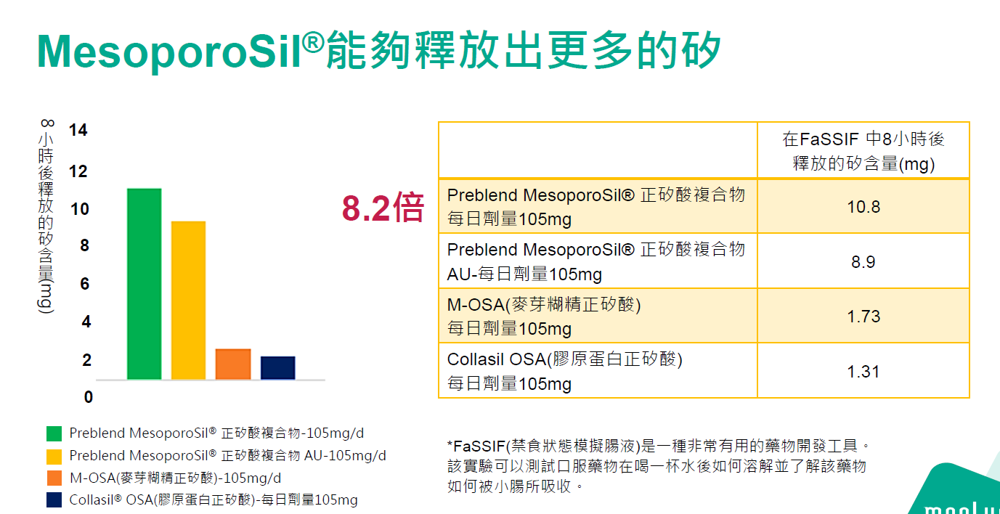 MesoporoSil®能夠釋放出更多的矽
8小時後釋放的矽含量(mg)
14
12
10
8
6
4
2
0
Preblend MesoporoSil® 正矽酸複合物-105mg/d
Preblend MesoporoSil® 正矽酸複合物 AU-105mg/d
M-OSA(麥芽糊精正矽酸)-105mg/d
Collasil® OSA(膠原蛋白正矽酸)-每日劑量105mg
8.2倍
在FaSSIF 中8小時後
釋放的矽含量(mg)
Preblend MesoporoSil® 正矽酸複合物
每日劑量105mg
10.8
Preblend MesoporoSil® 正矽酸複合物
AU-每日劑量105mg
8.9
M-OSA(麥芽糊精正矽酸)
每日劑量105mg
1.73
Collasil OSA(膠原蛋白正矽酸)
每日劑量105mg
1.31
*FaSSIF(禁食狀態模擬腸液)是一種非常有用的藥物開發工具。
該實驗可以測試口服藥物在喝一杯水後如何溶解並了解該藥物
如何被小腸所吸收。